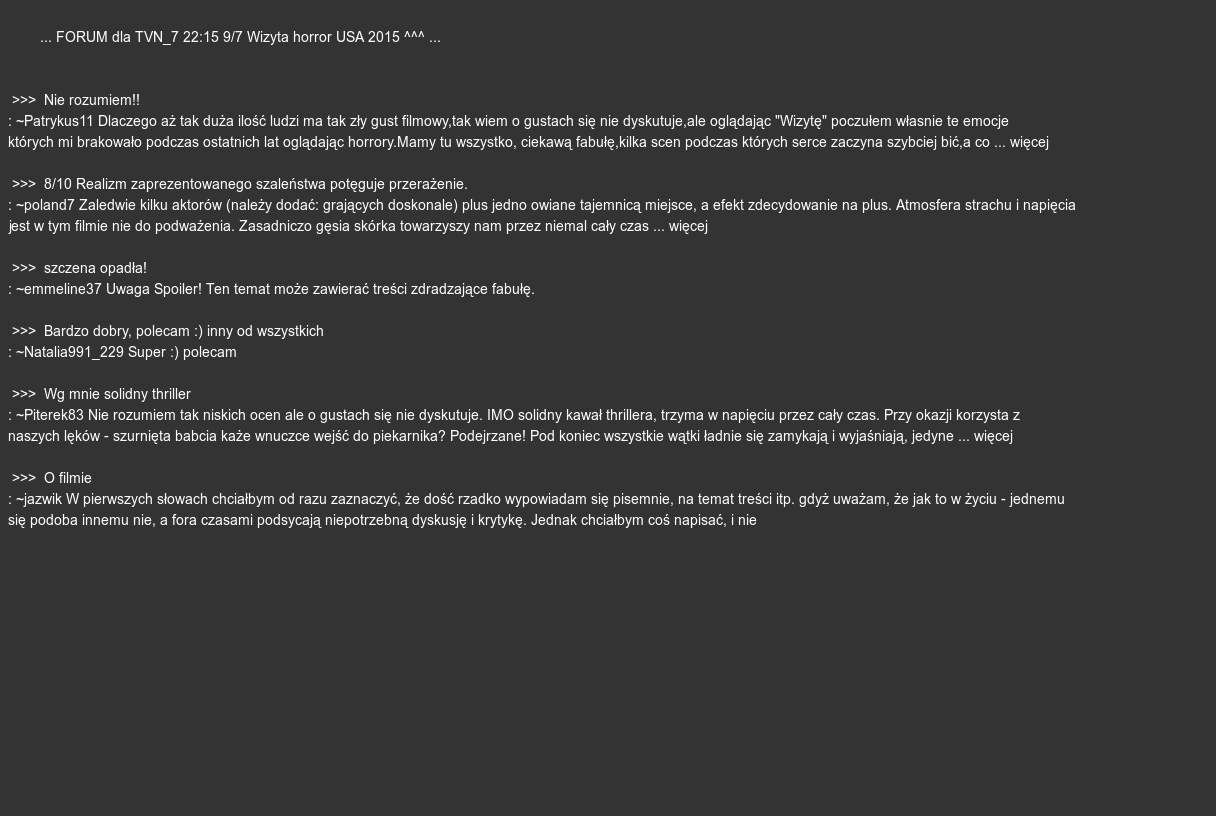 ... FORUM dla TVN_7 22:15 9/7 Wizyta horror USA 2015 ^^^ ...
>>> Nie rozumiem!!
: ~Patrykus11 Dlaczego aż tak duża ilość ludzi ma tak zły gust filmowy,tak wiem o gustach się nie dyskutuje,ale oglądając "Wizytę" poczułem własnie te emocje
których mi brakowało podczas ostatnich lat oglądając horrory.Mamy tu wszystko, ciekawą fabułę,kilka scen podczas których serce zaczyna szybciej bić,a co ... więcej
>>> 8/10 Realizm zaprezentowanego szaleństwa potęguje przerażenie.
: ~poland7 Zaledwie kilku aktorów (należy dodać: grających doskonale) plus jedno owiane tajemnicą miejsce, a efekt zdecydowanie na plus. Atmosfera strachu i napięcia
jest w tym filmie nie do podważenia. Zasadniczo gęsia skórka towarzyszy nam przez niemal cały czas ... więcej
>>> szczena opadła!
: ~emmeline37 Uwaga Spoiler! Ten temat może zawierać treści zdradzające fabułę.
>>> Bardzo dobry, polecam :) inny od wszystkich
: ~Natalia991_229 Super :) polecam
>>> Wg mnie solidny thriller
: ~Piterek83 Nie rozumiem tak niskich ocen ale o gustach się nie dyskutuje. IMO solidny kawał thrillera, trzyma w napięciu przez cały czas. Przy okazji korzysta z
naszych lęków - szurnięta babcia każe wnuczce wejść do piekarnika? Podejrzane! Pod koniec wszystkie wątki ładnie się zamykają i wyjaśniają, jedyne ... więcej
>>> O filmie
: ~jazwik W pierwszych słowach chciałbym od razu zaznaczyć, że dość rzadko wypowiadam się pisemnie, na temat treści itp. gdyż uważam, że jak to w życiu - jednemu
się podoba innemu nie, a fora czasami podsycają niepotrzebną dyskusję i krytykę. Jednak chciałbym coś napisać, i nie